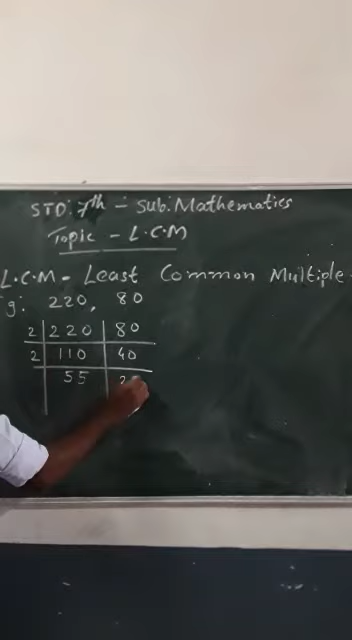 STD: 7th - Sub: Mathematics
Topic - L.C.M
L.C.M - Least Common Multiple.
g: 220, 80
2 220 80
2 110 40
55 2